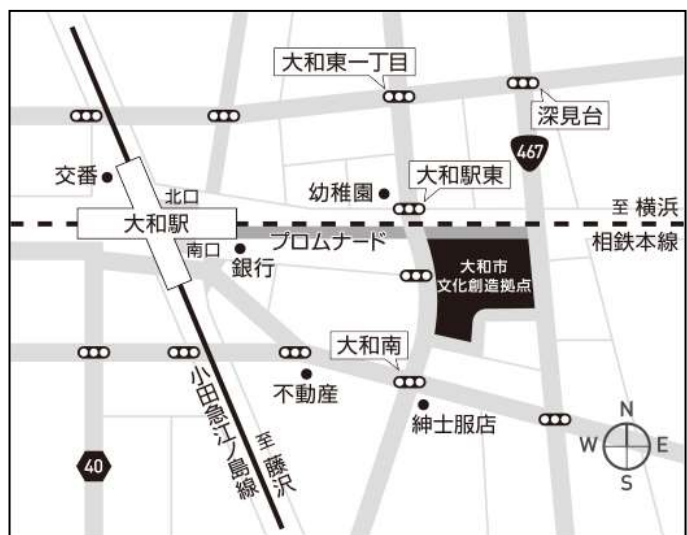 大和東一丁目
深見台
467
交番
北口
幼稚園
大和駅東
至 横浜
大和駅
プロムナード
相鉄本線
南口
銀行
大和市
文化創造拠点
大和南
不動産
紳士服店
小田急江ノ島線
至 藤沢
40
N
W
E
S